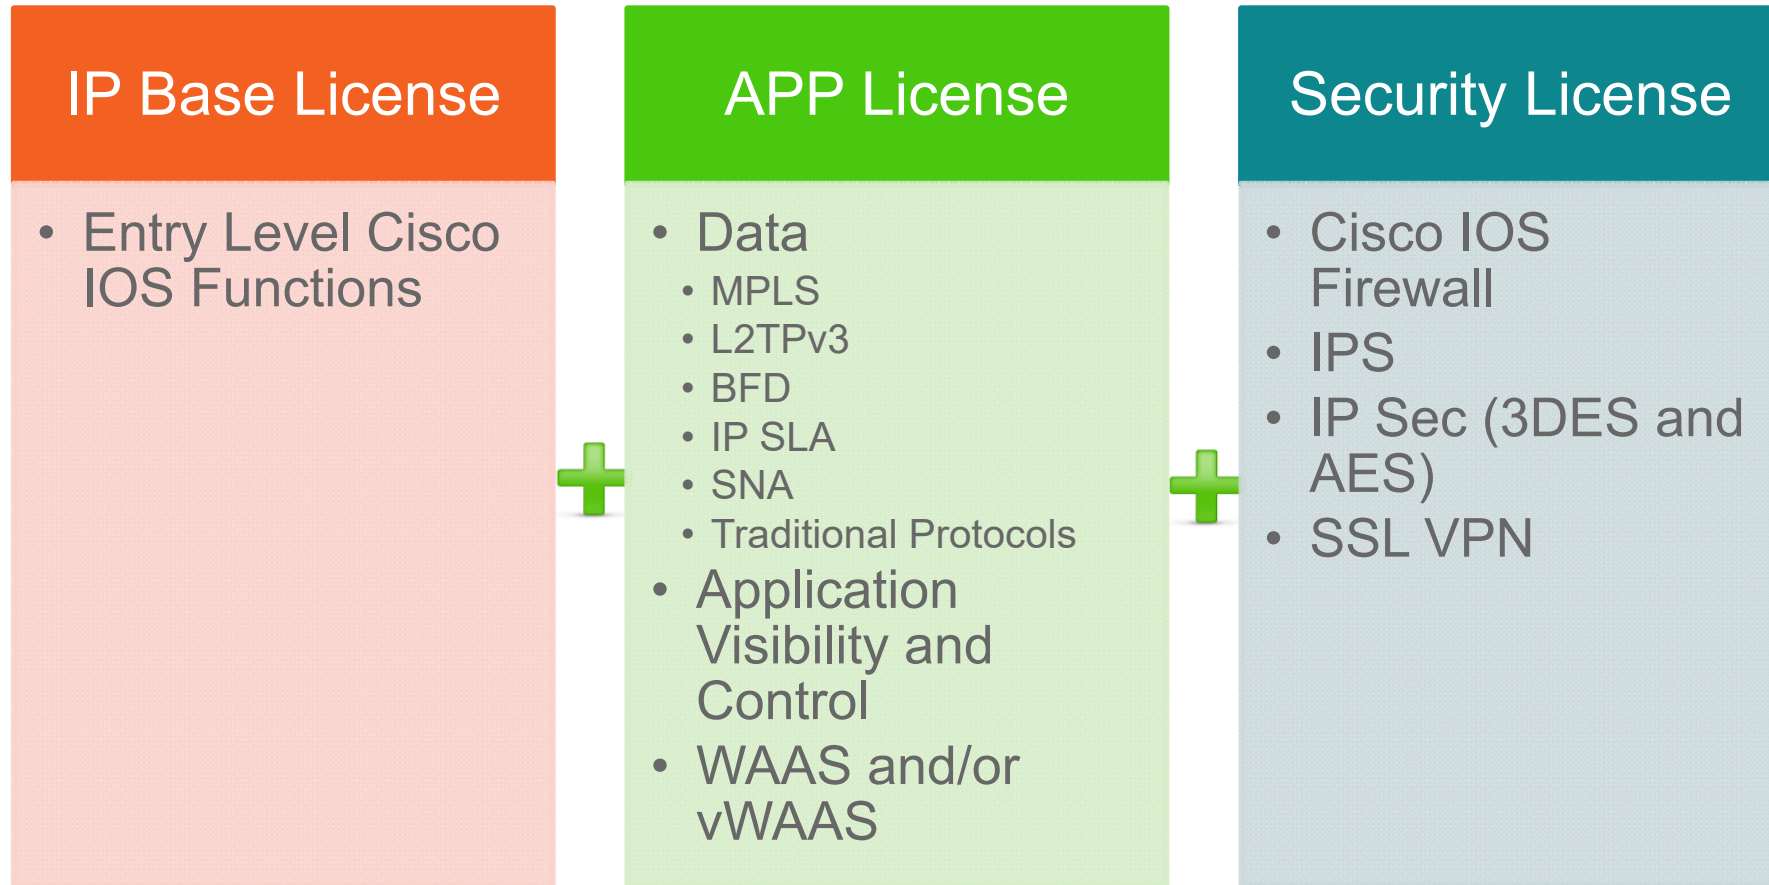 IP Base License
• Entry Level Cisco
IOS Functions
APP License
• Data
• MPLS
• L2TPv3
• BFD
• IP SLA
• SNA
• Traditional Protocols
• Application
Visibility and
Control
• WAAS and/or
vWAAS
Security License
• Cisco IOS
Firewall
• IPS
• IP Sec (3DES and
AES)
• SSL VPN